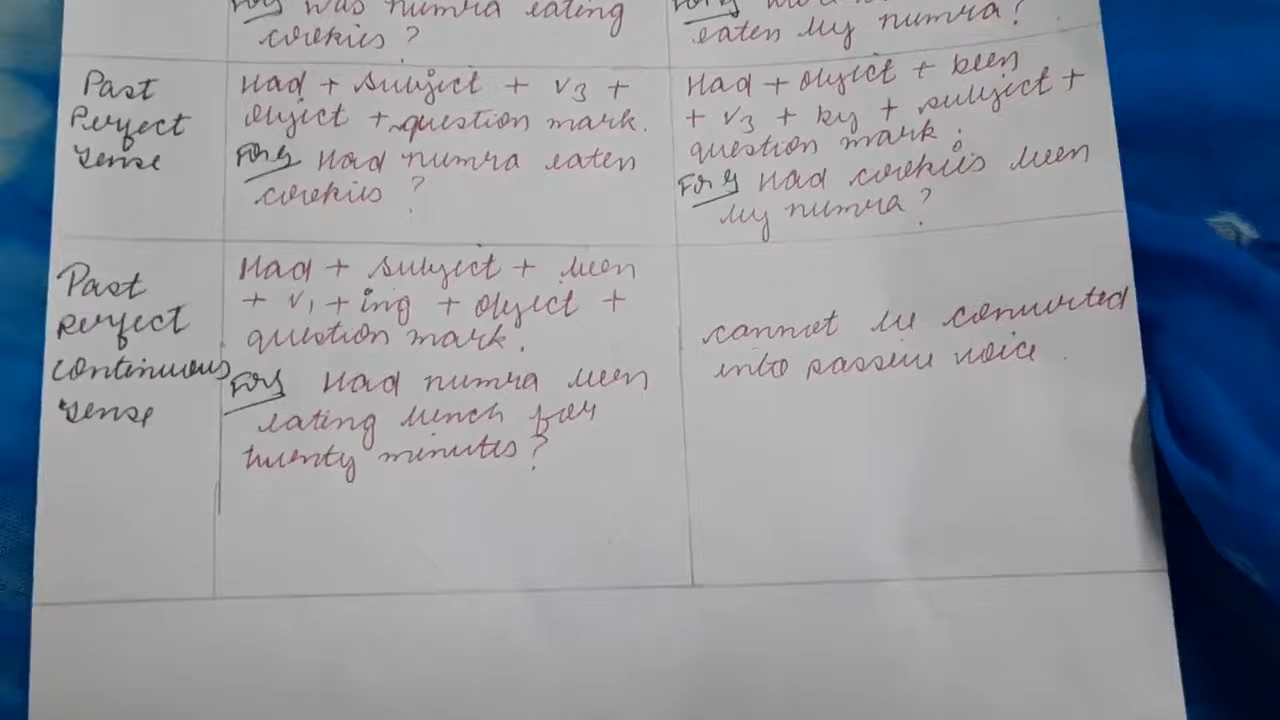 was numra eating
cookies ?
eaten by numra ?
Past
Perfect
Tense
Had + subject + v3 +
object + question mark.
For eg Had numra eaten
cookies ?
Had + object + been
+ v3 + by + subject +
question mark.
For eg Had cookies been
by numra ?
Past
Perfect
Continuous
Tense
Had + subject + been
+ v1 + ing + object +
question mark.
For eg Had numra been
eating lunch for
twenty minutes ?
cannot be converted
into passive voice .